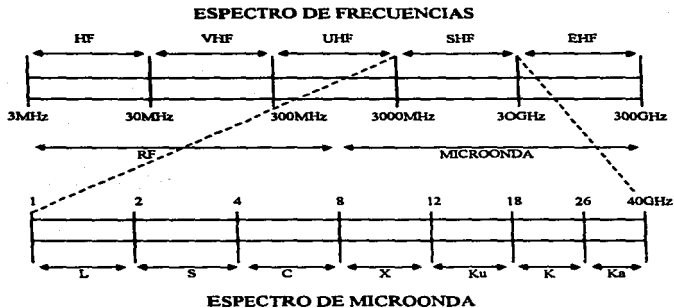 ESPECTRO DE FRECUENCIAS
HF VHF UHF SHF EHF
3MHz 30MHz 300MHz 3000MHz 3OGHz 300GHz
RF MICROONDA
1 2 4 8 12 18 26 40GHz
L S C X Ku K Ka
ESPECTRO DE MICROONDA